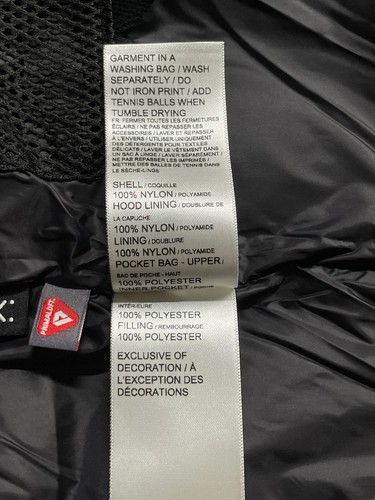 GARMENT IN A
WASHING BAG / WASH
SEPARATELY / DO
NOT IRON PRINT / ADD
TENNIS BALLS WHEN
TUMBLE DRYING
FR. FERMER TOUTES LES FERMETURES
ÉCLAIRS / NE PAS REPASSER LES
ACCESSOIRES / LAVER ET REPASSER
À L'ENVERS / UTILISER UNIQUEMENT
DES DÉTERGENTS POUR TEXTILES
DÉLICATS / LAVER LE VÊTEMENT DANS
UN SAC À LINGE / LAVER SÉPARÉMENT /
NE PAS REPASSER LES IMPRIMÉS /
METTRE DES BALLES DE TENNIS DANS
LE SÈCHE-LINGE
SHELL / COQUILLE
100% NYLON / POLYAMIDE
HOOD LINING / DOUBLURE DE
LA CAPUCHE
100% NYLON / POLYAMIDE
LINING / DOUBLURE
100% NYLON / POLYAMIDE
POCKET BAG - UPPER /
SAC DE POCHE - HAUT
100% POLYESTER
INNER POCKET / POCHE
INTÉRIEURE
100% POLYESTER
FILLING / REMBOURRAGE
100% POLYESTER
EXCLUSIVE OF
DECORATION / À
L'EXCEPTION DES
DÉCORATIONS
K:
PRIMALOFT.